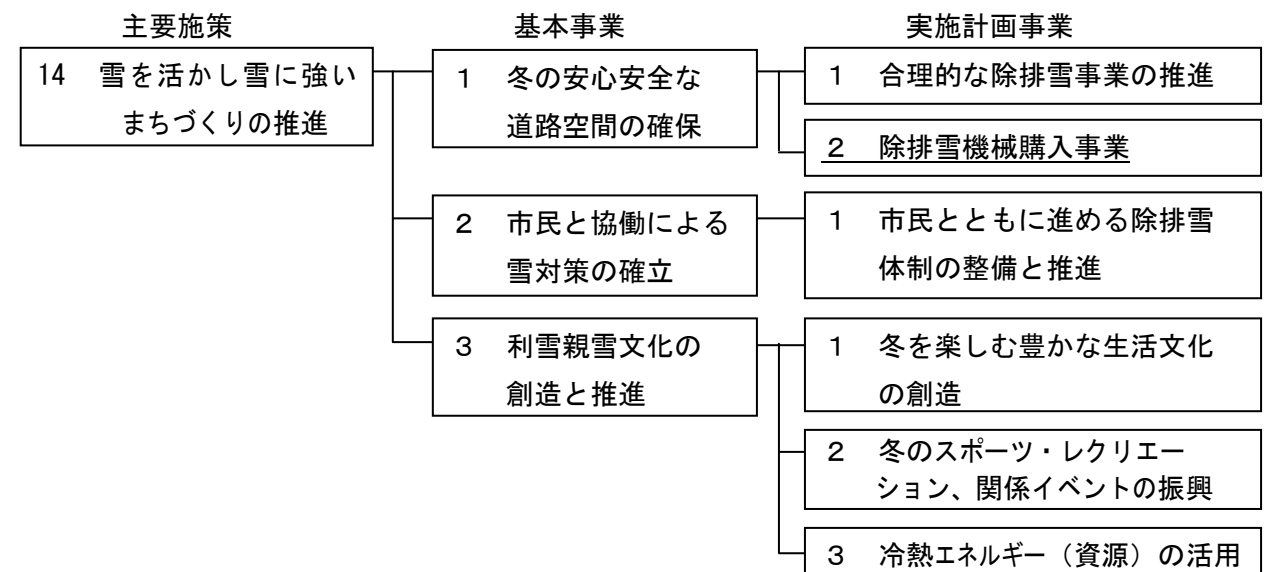 主要施策
基本事業
実施計画事業
14 雪を活かし雪に強い
まちづくりの推進
1 冬の安心安全な
道路空間の確保
1 合理的な除排雪事業の推進
2 除排雪機械購入事業
2 市民と協働による
雪対策の確立
1 市民とともに進める除排雪
体制の整備と推進
3 利雪親雪文化の
創造と推進
1 冬を楽しむ豊かな生活文化
の創造
2 冬のスポーツ・レクリエー
ション、関係イベントの振興
3 冷熱エネルギー(資源)の活用